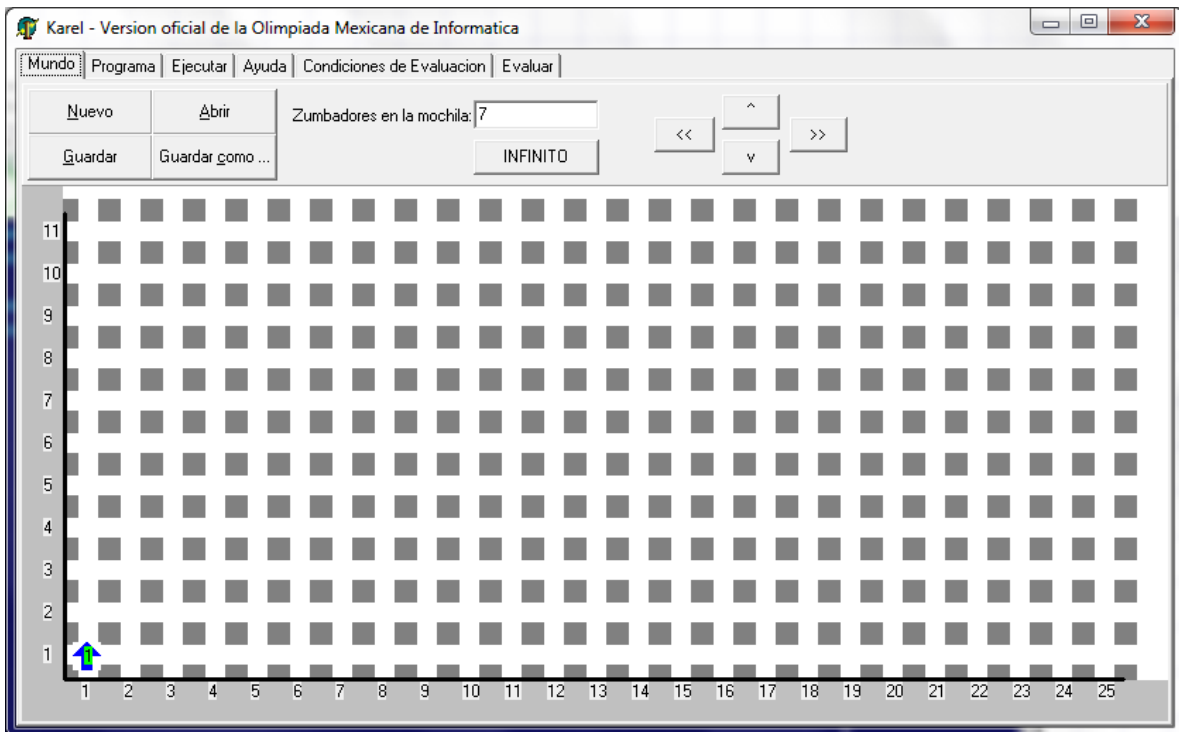 Karel - Version oficial de la Olimpiada Mexicana de Informatica
Mundo Programa Ejecutar Ayuda Condiciones de Evaluacion Evaluar
Nuevo Abrir Zumbadores en la mochila: 7 ^
<< >>
Guardar Guardar como ... INFINITO v
11
10
9
8
7
6
5
4
3
2
1 1
1 2 3 4 5 6 7 8 9 10 11 12 13 14 15 16 17 18 19 20 21 22 23 24 25